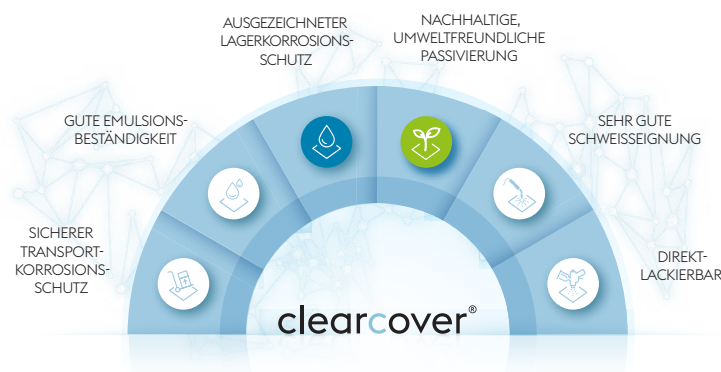 AUSGEZEICHNETER
LAGERKORROSIONS-
SCHUTZ
NACHHALTIGE,
UMWELTFREUNDLICHE
PASSIVIERUNG
GUTE EMULSIONS-
BESTÄNDIGKEIT
SEHR GUTE
SCHWEISSEIGNUNG
SICHERER
TRANSPORT-
KORROSIONS-
SCHUTZ
DIREKT-
LACKIERBAR
clearcover®